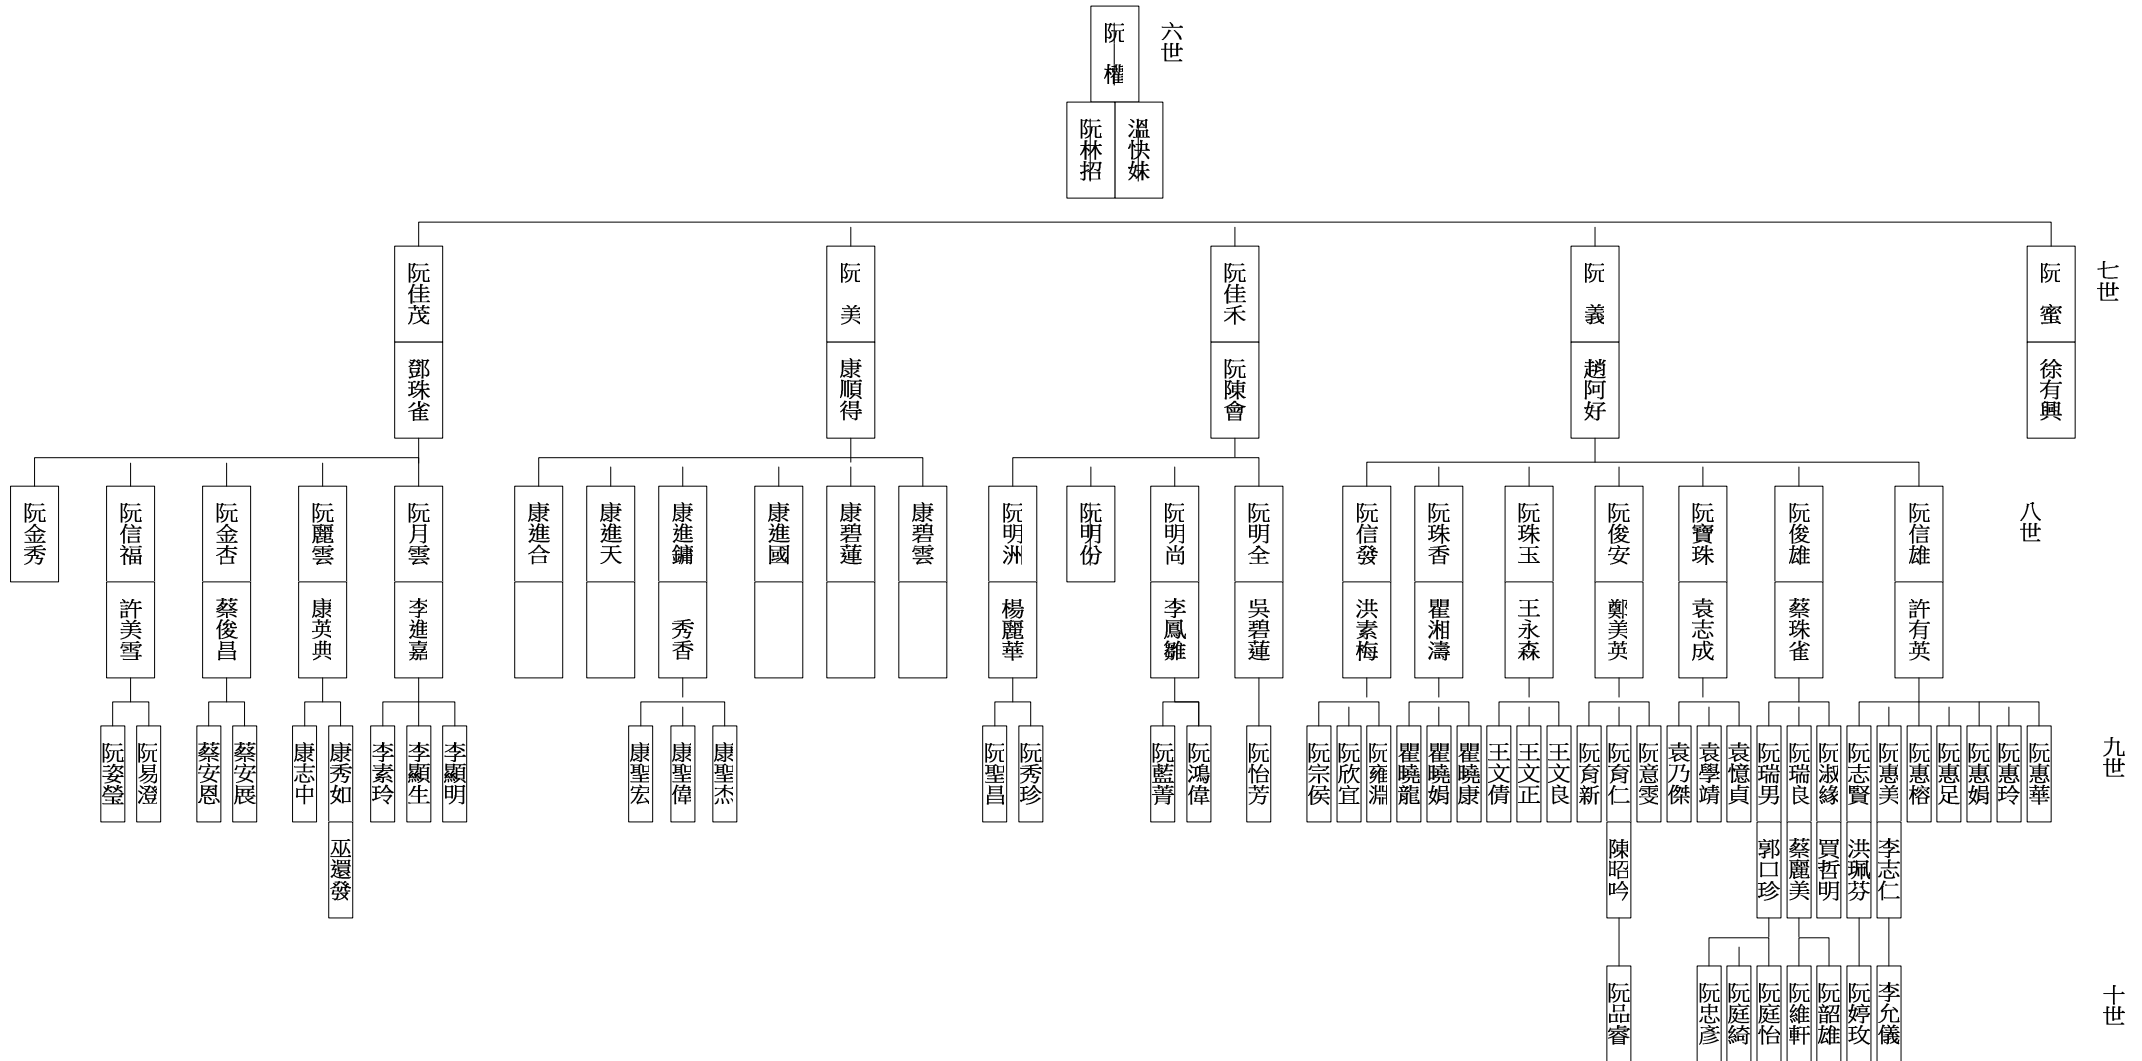 六世
阮 權
溫快妹
阮林招
七世
阮 蜜
徐有興
阮 義
趙阿好
阮佳禾
阮陳會
阮 美
康順得
阮佳茂
鄧珠雀
八世
阮信雄
許有英
阮俊雄
蔡珠雀
阮寶珠
袁志成
阮俊安
鄭美英
阮珠玉
王永森
阮珠香
瞿湘濤
阮信發
洪素梅
阮明全
吳碧蓮
阮明尚
李鳳雛
阮明份
阮明洲
楊麗華
康碧雲
康碧蓮
康進國
康進鏞
秀香
康進天
康進合
阮月雲
李進嘉
阮麗雲
康英典
阮金杏
蔡俊昌
阮信福
許美雪
阮金秀
九世
阮惠華
阮惠玲
阮惠娟
阮惠足
阮惠榕
阮惠美
李志仁
阮志賢
洪珮芬
阮淑緣
買哲明
阮瑞良
蔡麗美
阮瑞男
郭口珍
袁憶貞
袁學靖
袁乃傑
阮意雯
阮育仁
陳昭吟
阮育新
王文良
王文正
王文倩
瞿曉康
瞿曉娟
瞿曉龍
阮雍淵
阮欣宜
阮宗侯
阮怡芳
阮鴻偉
阮藍菁
阮秀珍
阮聖昌
康聖杰
康聖偉
康聖宏
李顯明
李顯生
李素玲
康秀如
巫還發
康志中
蔡安展
蔡安恩
阮易澄
阮姿瑩
十世
李允儀
阮婷玫
阮韶雄
阮維軒
阮庭怡
阮庭綺
阮忠彥
阮品睿